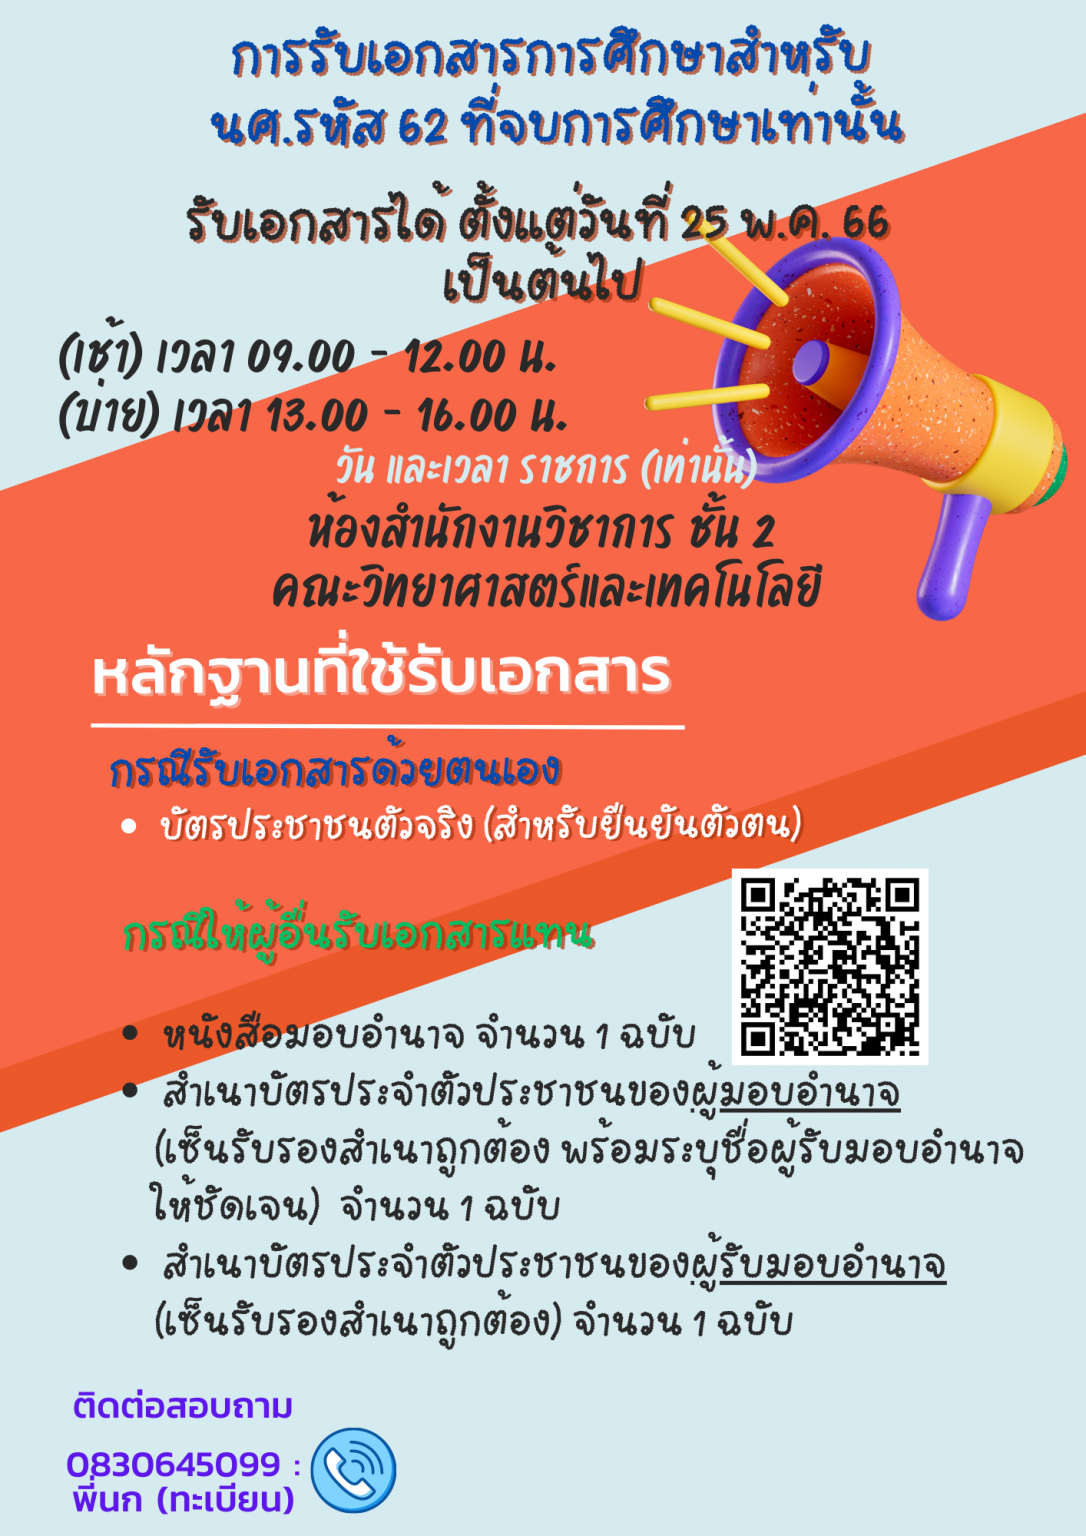 การรับเอกสารการศึกษาสำหรับ
นศ.รหัส 62 ที่จบการศึกษาเท่านั้น
รับเอกสารได้ ตั้งแต่วันที่ 25 พ.ค. 66
เป็นต้นไป
(เช้า) เวลา 09.00 - 12.00 น.
(บ่าย) เวลา 13.00 - 16.00 น.
วัน และเวลา ราชการ (เท่านั้น)
ห้องสำนักงานวิชาการ ชั้น 2
คณะวิทยาศาสตร์และเทคโนโลยี
หลักฐานที่ใช้รับเอกสาร
กรณีรับเอกสารด้วยตนเอง
• บัตรประชาชนตัวจริง (สำหรับยืนยันตัวตน)
กรณีให้ผู้อื่นรับเอกสารแทน
• หนังสือมอบอำนาจ จำนวน 1 ฉบับ
• สำเนาบัตรประจำตัวประชาชนของผู้มอบอำนาจ
(เซ็นรับรองสำเนาถูกต้อง พร้อมระบุชื่อผู้รับมอบอำนาจ
ให้ชัดเจน) จำนวน 1 ฉบับ
• สำเนาบัตรประจำตัวประชาชนของผู้รับมอบอำนาจ
(เซ็นรับรองสำเนาถูกต้อง) จำนวน 1 ฉบับ
ติดต่อสอบถาม
0830645099 :
พี่นก (ทะเบียน)